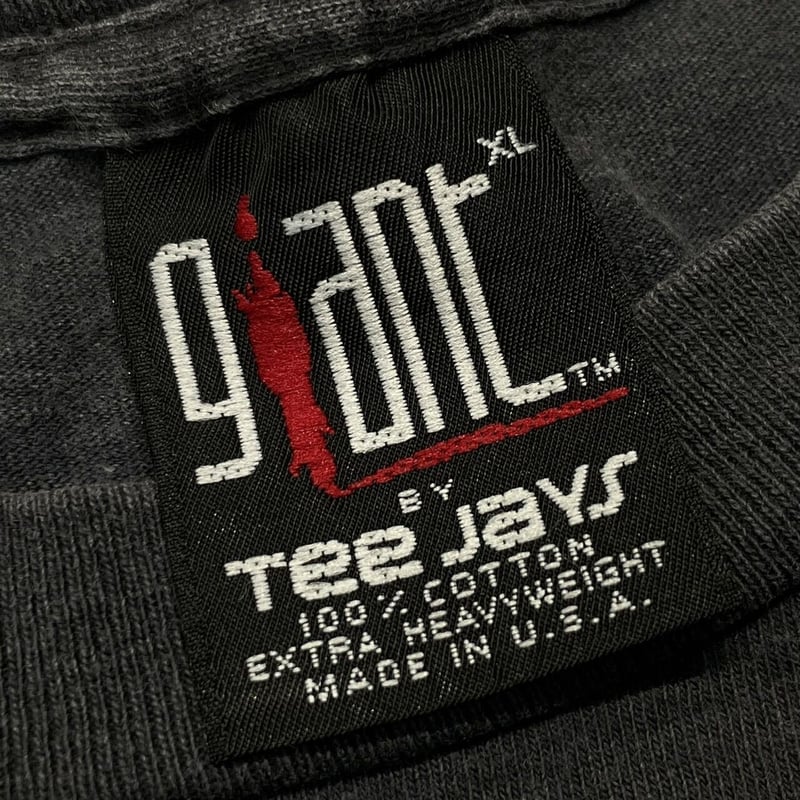 XL
giant TM
BY
Tee Jays
100% COTTON
EXTRA HEAVYWEIGHT
MADE IN U.S.A.